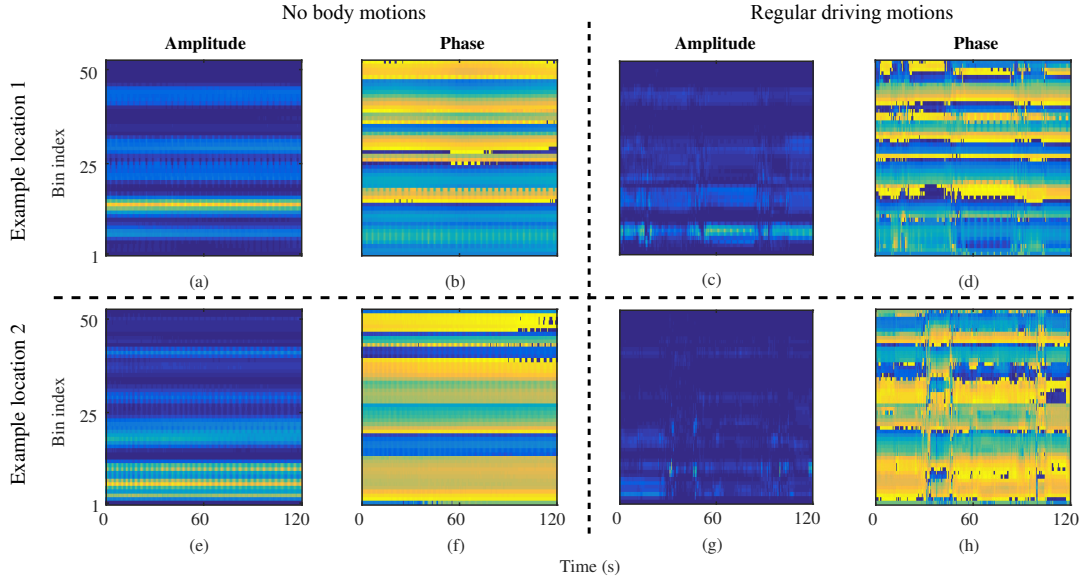 No body motions
Regular driving motions
Amplitude
Phase
Amplitude
Phase
Example location 1
Bin index
50
25
1
(a)
(b)
(c)
(d)
Example location 2
Bin index
50
25
1
0
60
120
0
60
120
0
60
120
0
60
120
(e)
(f)
(g)
(h)
Time (s)